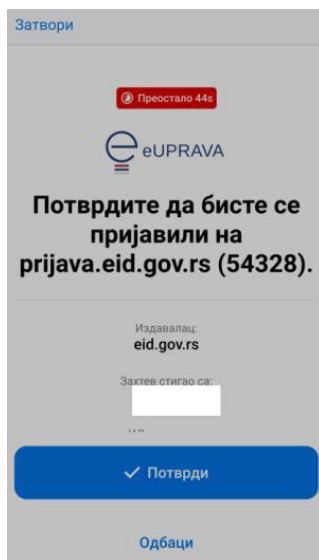 Затвори
Преостало 44s
eUPRAVA
Потврдите да бисте се
пријавили на
prijava.eid.gov.rs (54328).
Издавалац:
eid.gov.rs
Захтев стигао са:
Потврди
Одбаци